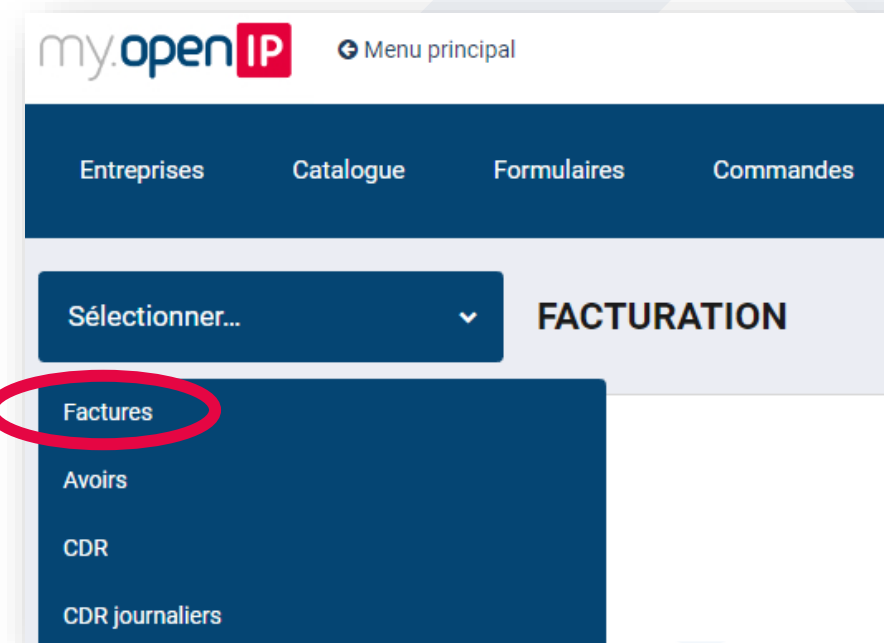 my.openIP Menu principal
Entreprises Catalogue Formulaires Commandes
Sélectionner... FACTURATION
Factures
Avoirs
CDR
CDR journaliers